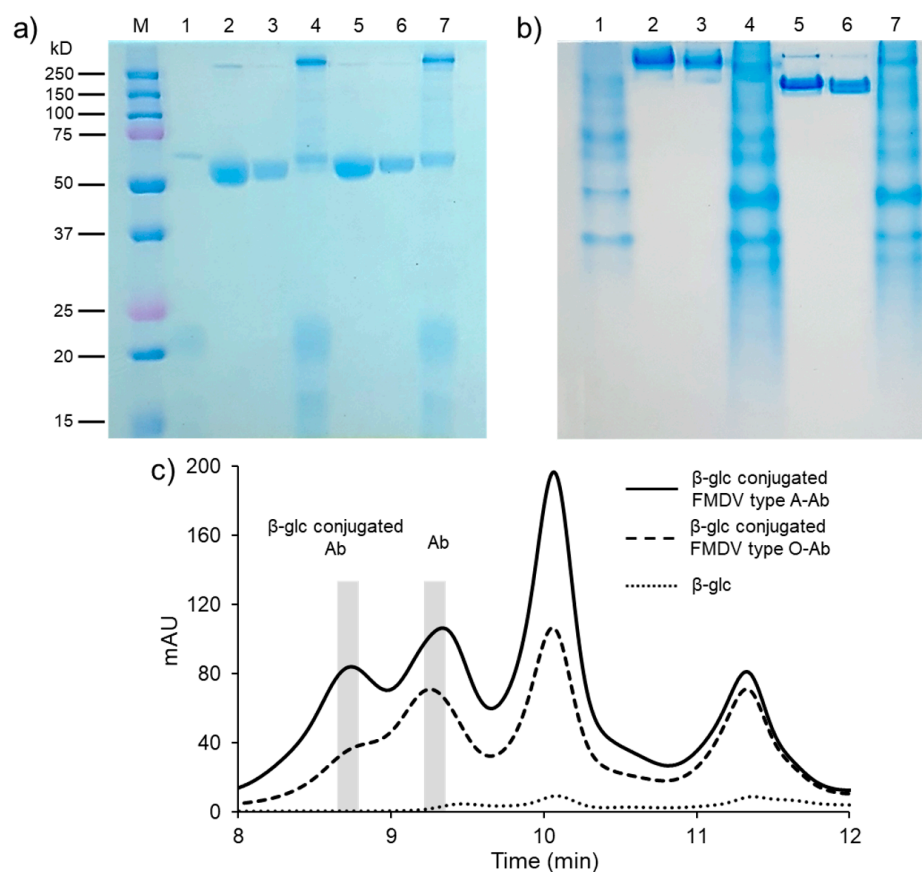 a)
M 1 2 3 4 5 6 7
kD
250
150
100
75
50
37
25
20
15
b)
1 2 3 4 5 6 7
c)
200
160
120
80
40
0
mAU
β-glc conjugated
Ab
Ab
β-glc conjugated
FMDV type A-Ab
β-glc conjugated
FMDV type O-Ab
β-glc
8 9 10 11 12
Time (min)